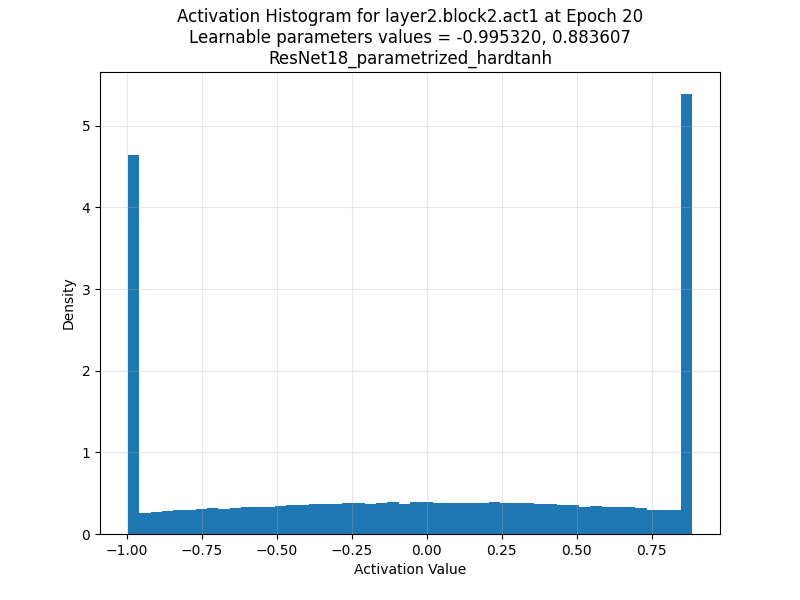 Activation Histogram for layer2.block2.act1 at Epoch 20
Learnable parameters values = -0.995320, 0.883607
ResNet18_parametrized_hardtanh
5
4
3
2
1
0
Density
−1.00 −0.75 −0.50 −0.25 0.00 0.25 0.50 0.75
Activation Value